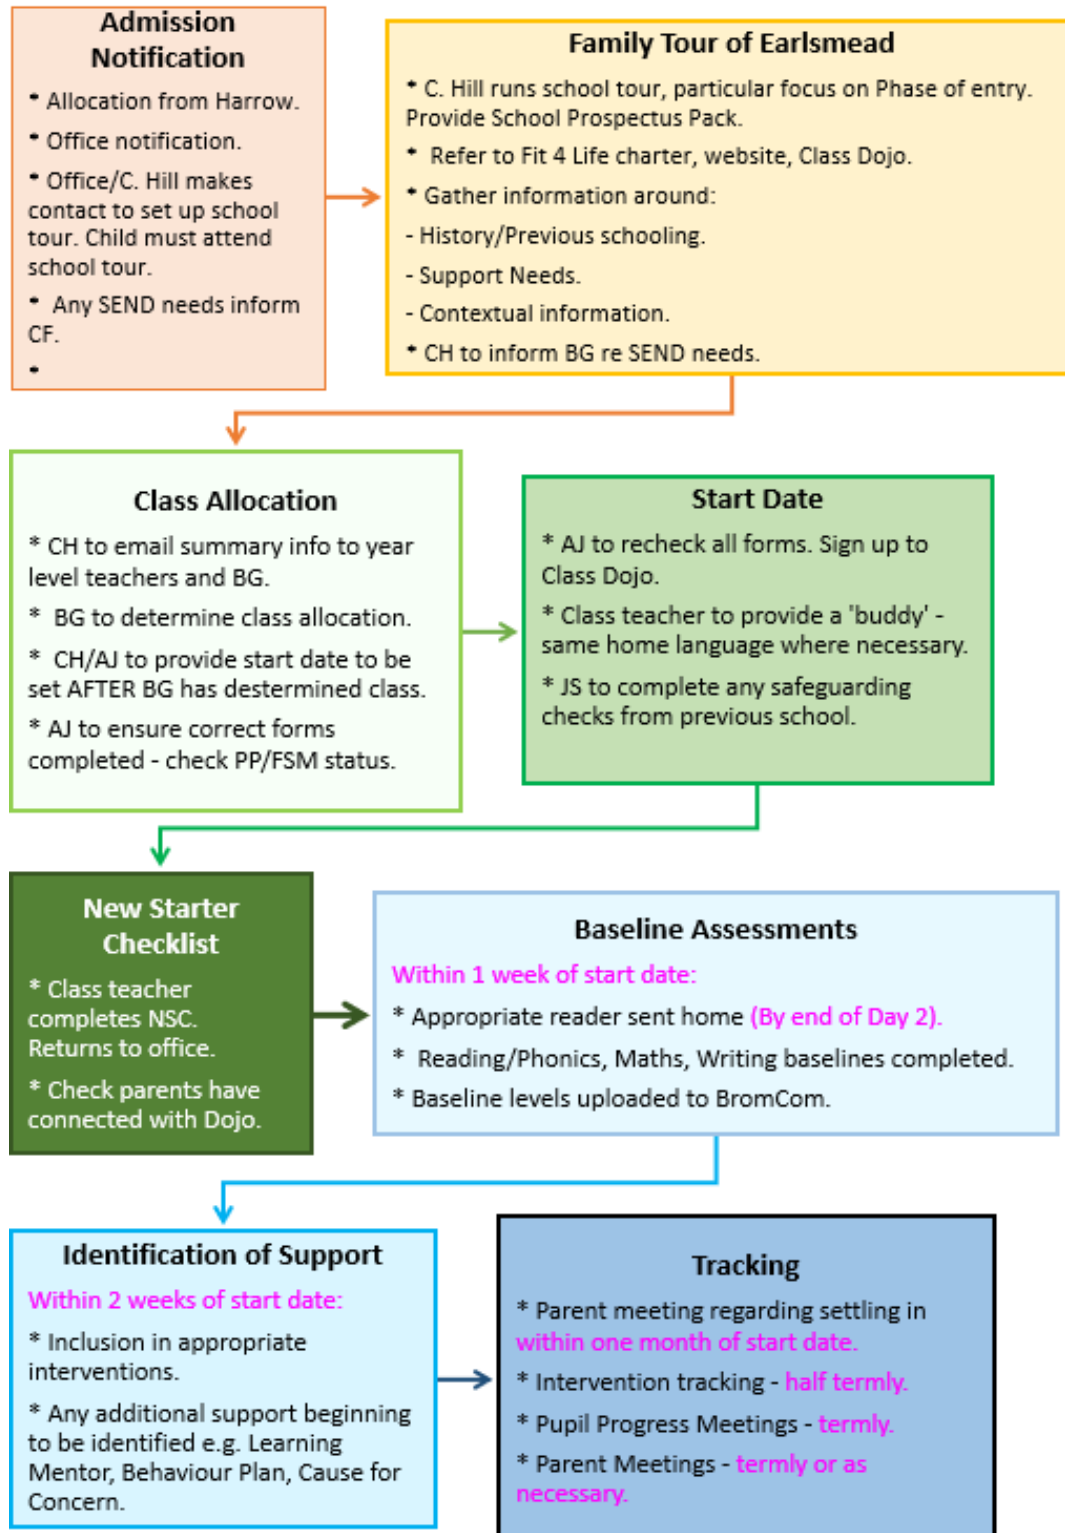 Admission
Notification
* Allocation from Harrow.
* Office notification.
* Office/C. Hill makes
contact to set up school
tour. Child must attend
school tour.
* Any SEND needs inform
CF.
*
Family Tour of Earlsmead
* C. Hill runs school tour, particular focus on Phase of entry.
Provide School Prospectus Pack.
* Refer to Fit 4 Life charter, website, Class Dojo.
* Gather information around:
- History/Previous schooling.
- Support Needs.
- Contextual information.
* CH to inform BG re SEND needs.
Class Allocation
* CH to email summary info to year
level teachers and BG.
* BG to determine class allocation.
* CH/AJ to provide start date to be
set AFTER BG has destermined class.
* AJ to ensure correct forms
completed - check PP/FSM status.
Start Date
* AJ to recheck all forms. Sign up to
Class Dojo.
* Class teacher to provide a 'buddy' -
same home language where necessary.
* JS to complete any safeguarding
checks from previous school.
New Starter
Checklist
* Class teacher
completes NSC.
Returns to office.
* Check parents have
connected with Dojo.
Baseline Assessments
Within 1 week of start date:
* Appropriate reader sent home (By end of Day 2).
* Reading/Phonics, Maths, Writing baselines completed.
* Baseline levels uploaded to BromCom.
Identification of Support
Within 2 weeks of start date:
* Inclusion in appropriate
interventions.
* Any additional support beginning
to be identified e.g. Learning
Mentor, Behaviour Plan, Cause for
Concern.
Tracking
* Parent meeting regarding settling in
within one month of start date.
* Intervention tracking - half termly.
* Pupil Progress Meetings - termly.
* Parent Meetings - termly or as
necessary.